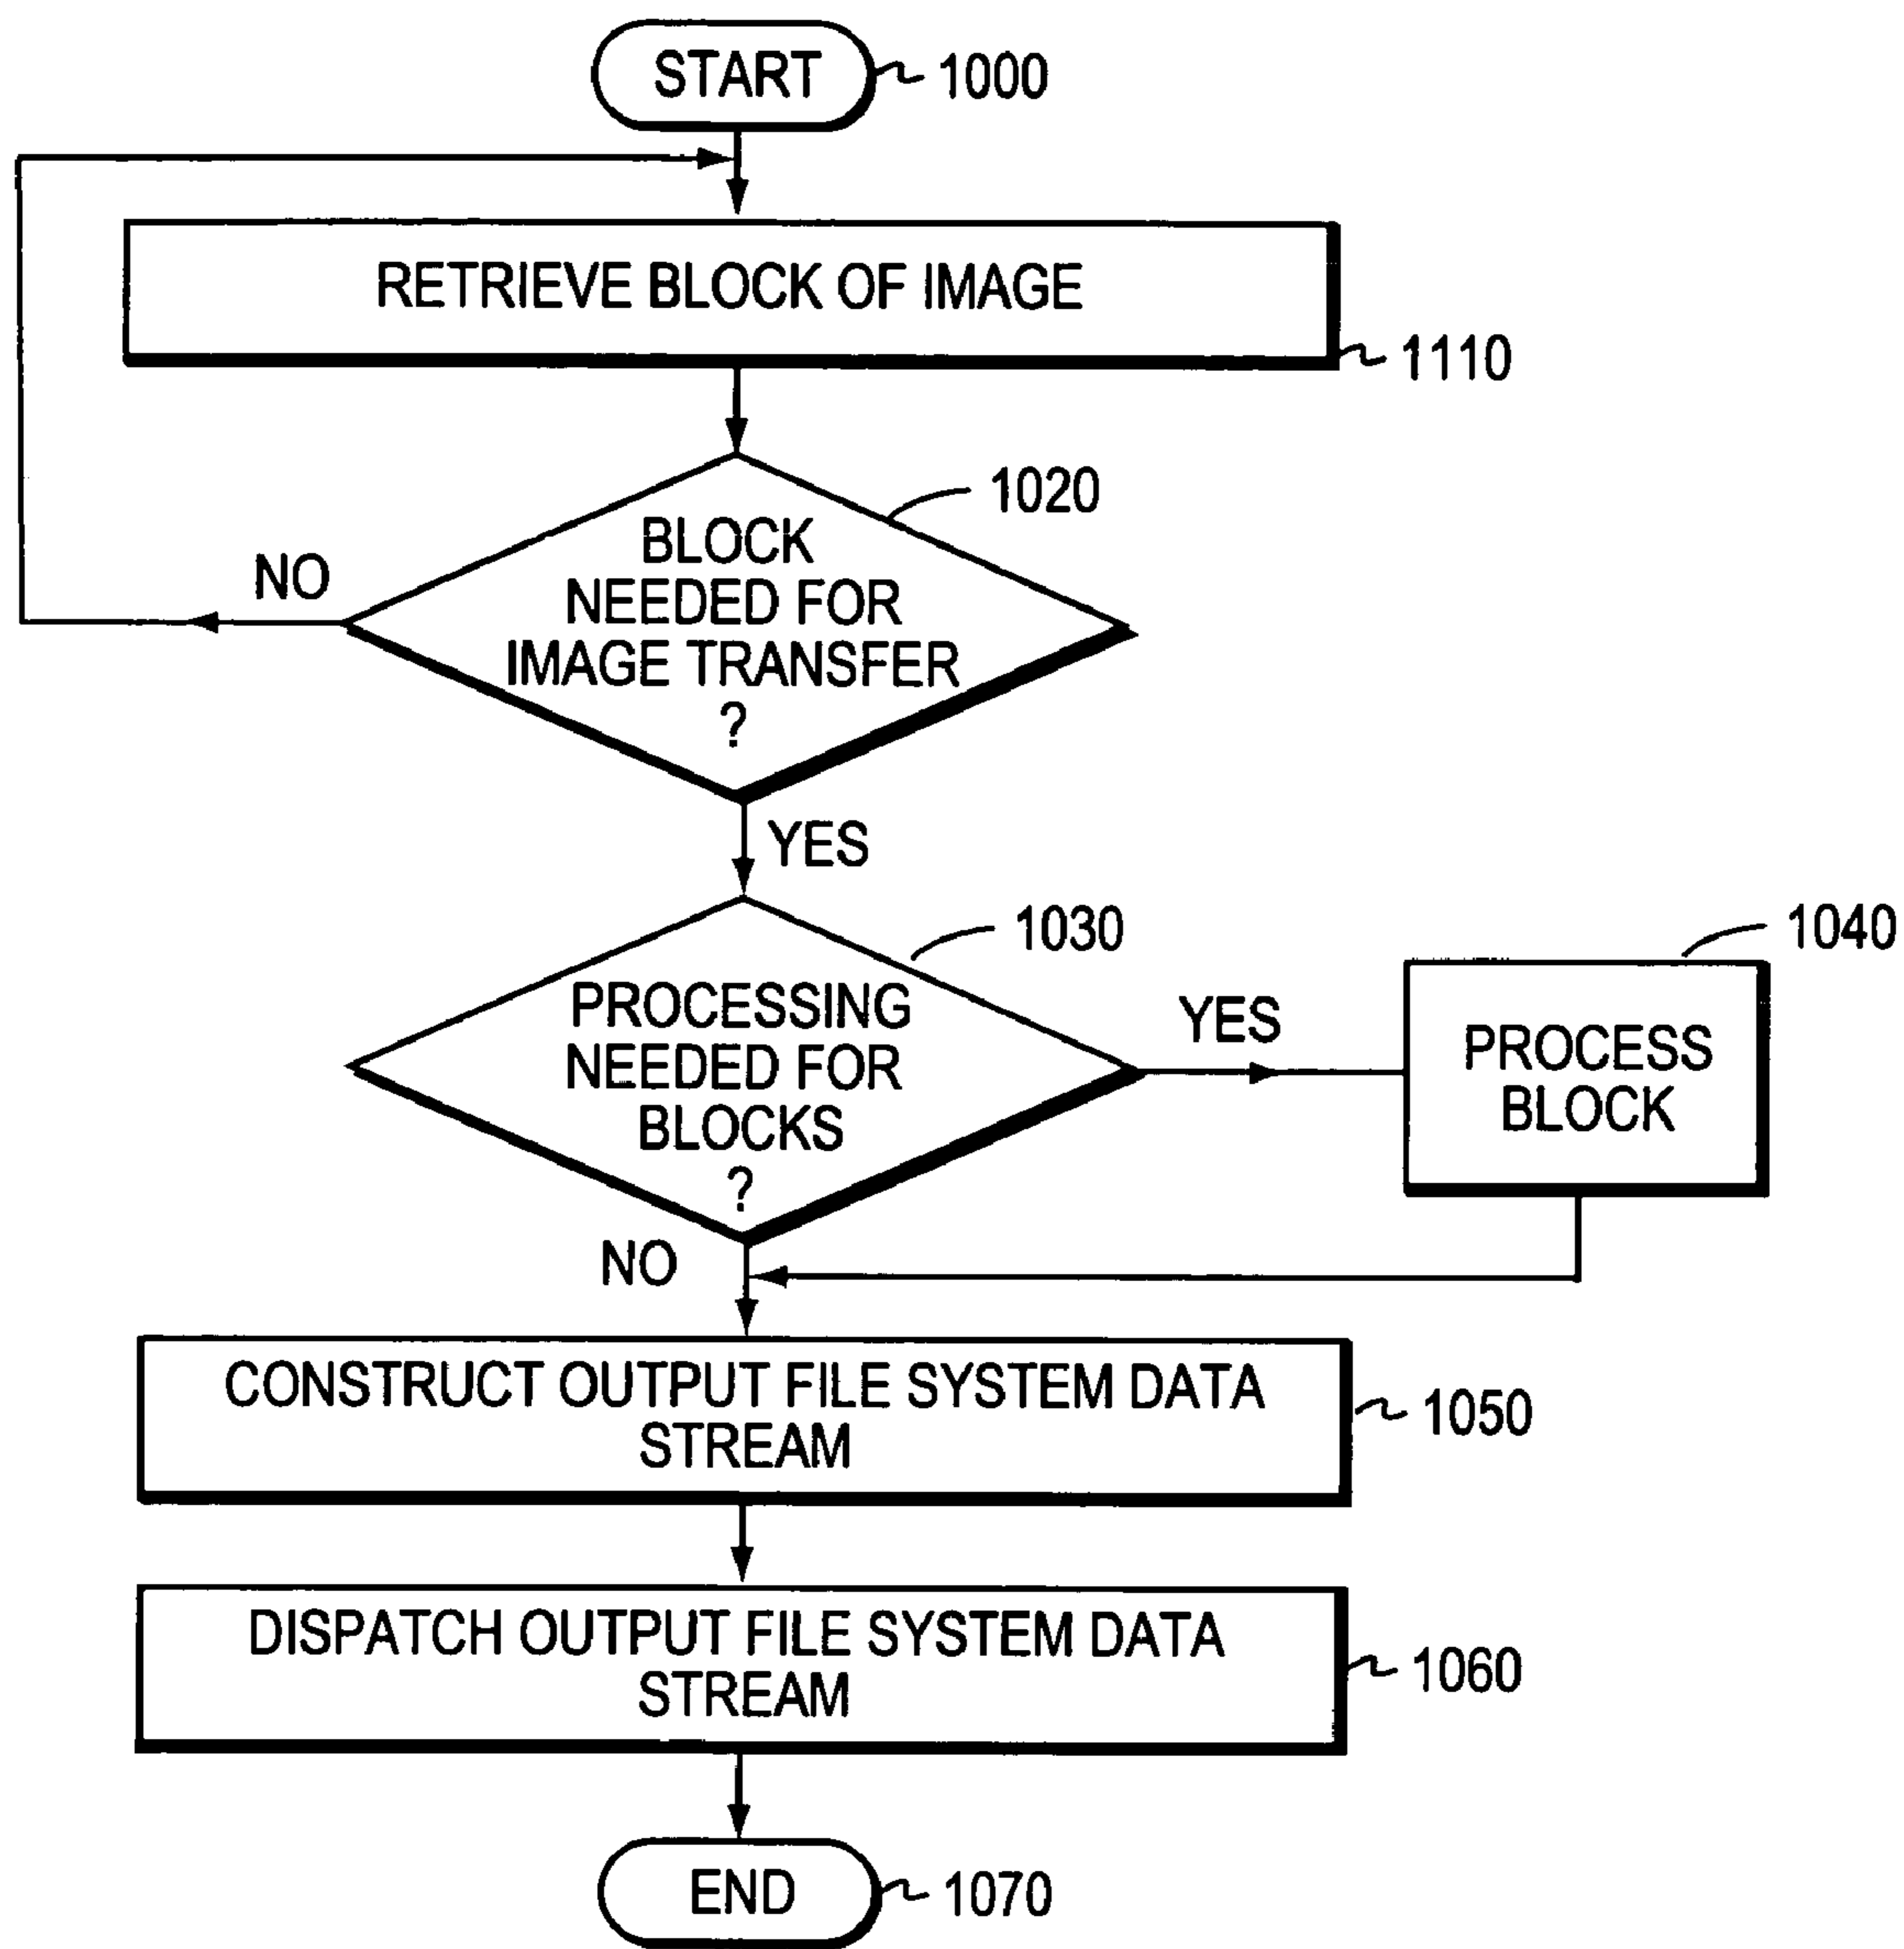 START
1000
RETRIEVE BLOCK OF IMAGE
1110
1020
BLOCK
NEEDED FOR
IMAGE TRANSFER
?
NO
YES
1030
PROCESSING
NEEDED FOR
BLOCKS
?
YES
1040
PROCESS
BLOCK
NO
CONSTRUCT OUTPUT FILE SYSTEM DATA
STREAM
1050
DISPATCH OUTPUT FILE SYSTEM DATA
STREAM
1060
END
1070